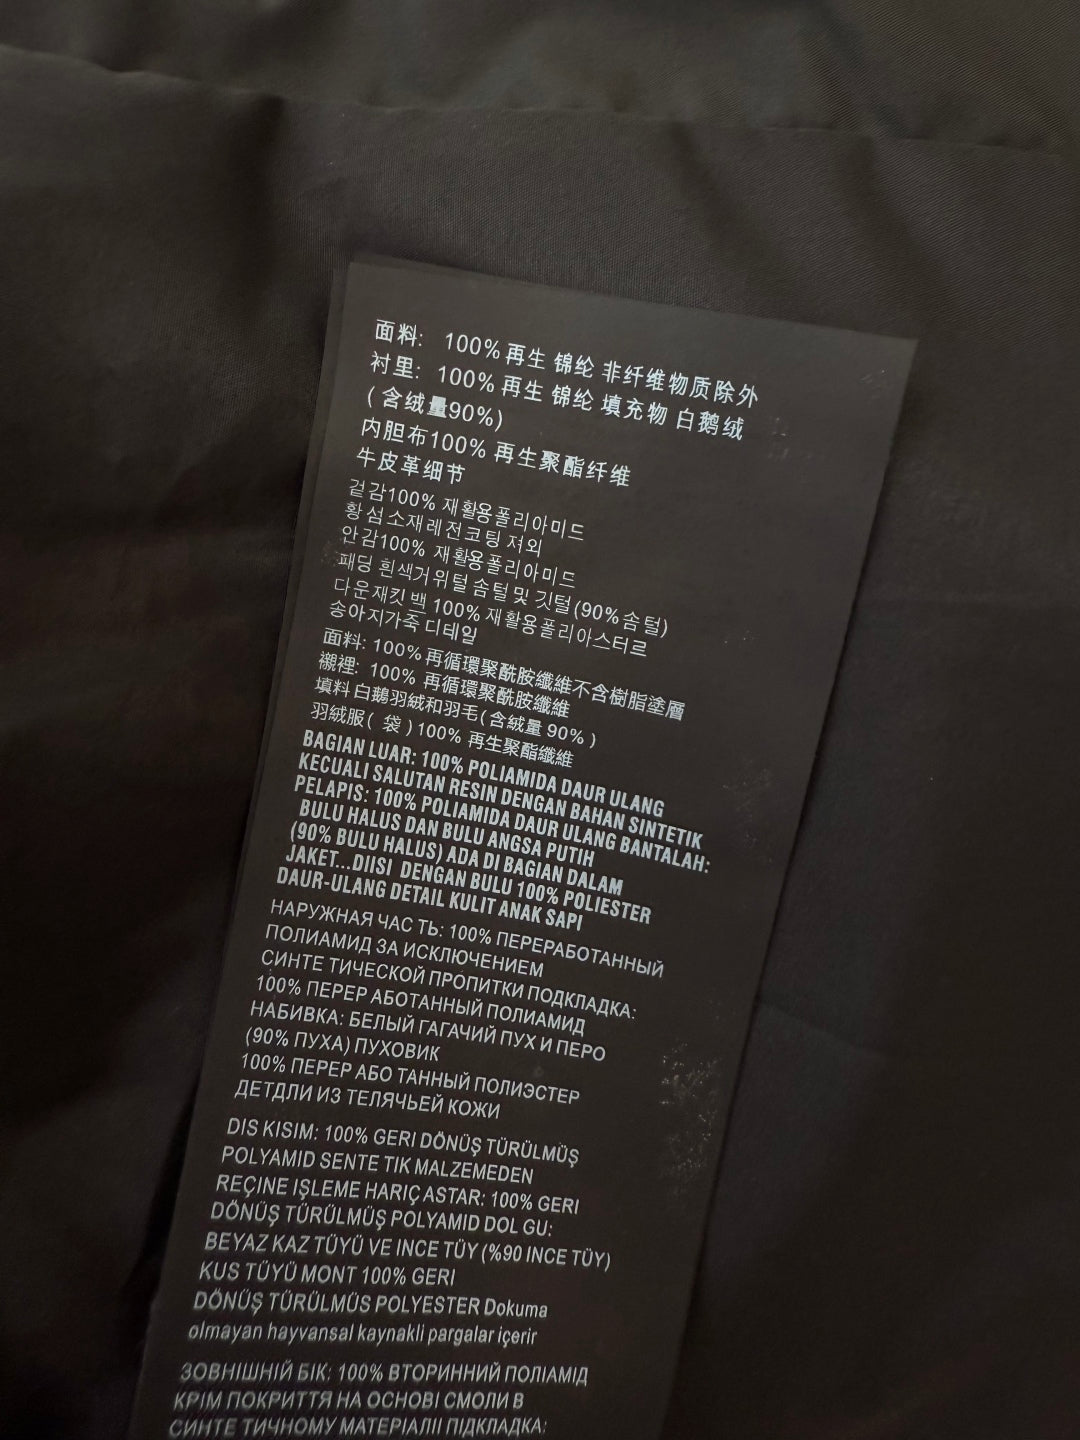 面料: 100%再生 锦纶 非纤维物质除外
衬里: 100% 再生 锦纶 填充物 白鹅绒
(含绒量90%)
内胆布100% 再生聚酯纤维
牛皮革细节
겉감100% 재활용폴리아미드
황섬소재레전코팅 져외
안감100% 재활용폴리아미드
패딩 흰색거위털 솜털및 깃털(90%솜털)
다운재킷백 100% 재활용폴리아스터르
송아지가죽 디테일
面料: 100%再循環聚酰胺纖維不含樹脂塗層
襯裡: 100% 再循環聚酰胺纖維
填料白鵝羽絨和羽毛(含絨量 90%)
羽絨服( 袋)100% 再生聚酯纖維
BAGIAN LUAR: 100% POLIAMIDA DAUR ULANG
KECUALI SALUTAN RESIN DENGAN BAHAN SINTETIK
PELAPIS: 100% POLIAMIDA DAUR ULANG BANTALAH:
BULU HALUS DAN BULU ANGSA PUTIH
(90% BULU HALUS) ADA DI BAGIAN DALAM
JAKET...DIISI DENGAN BULU 100% POLIESTER
DAUR-ULANG DETAIL KULIT ANAK SAPI
НАРУЖНАЯ ЧАС ТЬ: 100% ПЕРЕРАБОТАННЫЙ
ПОЛИАМИД ЗА ИСКЛЮЧЕНИЕМ
СИНТЕ ТИЧЕСКОЙ ПРОПИТКИ ПОДКЛАДКА:
100% ПЕРЕР АБОТАННЫЙ ПОЛИАМИД
НАБИВКА: БЕЛЫЙ ГАГАЧИЙ ПУХ И ПЕРО
(90% ПУХА) ПУХОВИК
100% ПЕРЕР АБО ТАННЫЙ ПОЛИЭСТЕР
ДЕТДЛИ ИЗ ТЕЛЯЧЬЕЙ КОЖИ
DIS KISIM: 100% GERI DÖNÜŞ TÜRÜLMÜŞ
POLYAMID SENTE TIK MALZEMEDEN
REÇINE IŞLEME HARIÇ ASTAR: 100% GERI
DÖNÜŞ TÜRÜLMÜŞ POLYAMID DOL GU:
BEYAZ KAZ TÜYÜ VE INCE TÜY (%90 INCE TÜY)
KUS TÜYÜ MONT 100% GERI
DÖNÜŞ TÜRÜLMÜS POLYESTER Dokuma
olmayan hayvansal kaynakli pargalar içerir
ЗОВНІШНІЙ БІК: 100% ВТОРИННИЙ ПОЛІАМІД
КРІМ ПОКРИТТЯ НА ОСНОВІ СМОЛИ В
СИНТЕ ТИЧНОМУ МАТЕРІАЛІІ ПІДКЛАДКА: